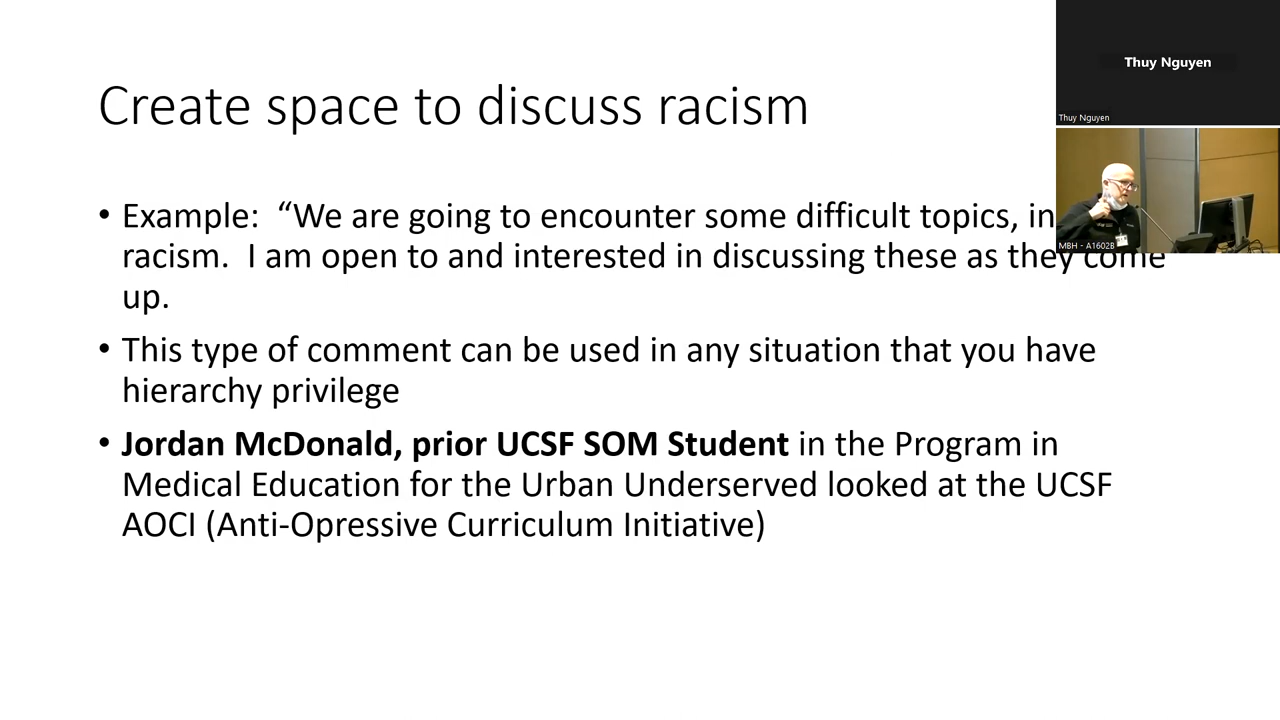 Create space to discuss racism
Thuy Nguyen
Thuy Nguyen
MBH - A1602B
• Example:  “We are going to encounter some difficult topics, in
racism.  I am open to and interested in discussing these as they come
up.
• This type of comment can be used in any situation that you have
hierarchy privilege
• Jordan McDonald, prior UCSF SOM Student in the Program in
Medical Education for the Urban Underserved looked at the UCSF
AOCI (Anti-Opressive Curriculum Initiative)